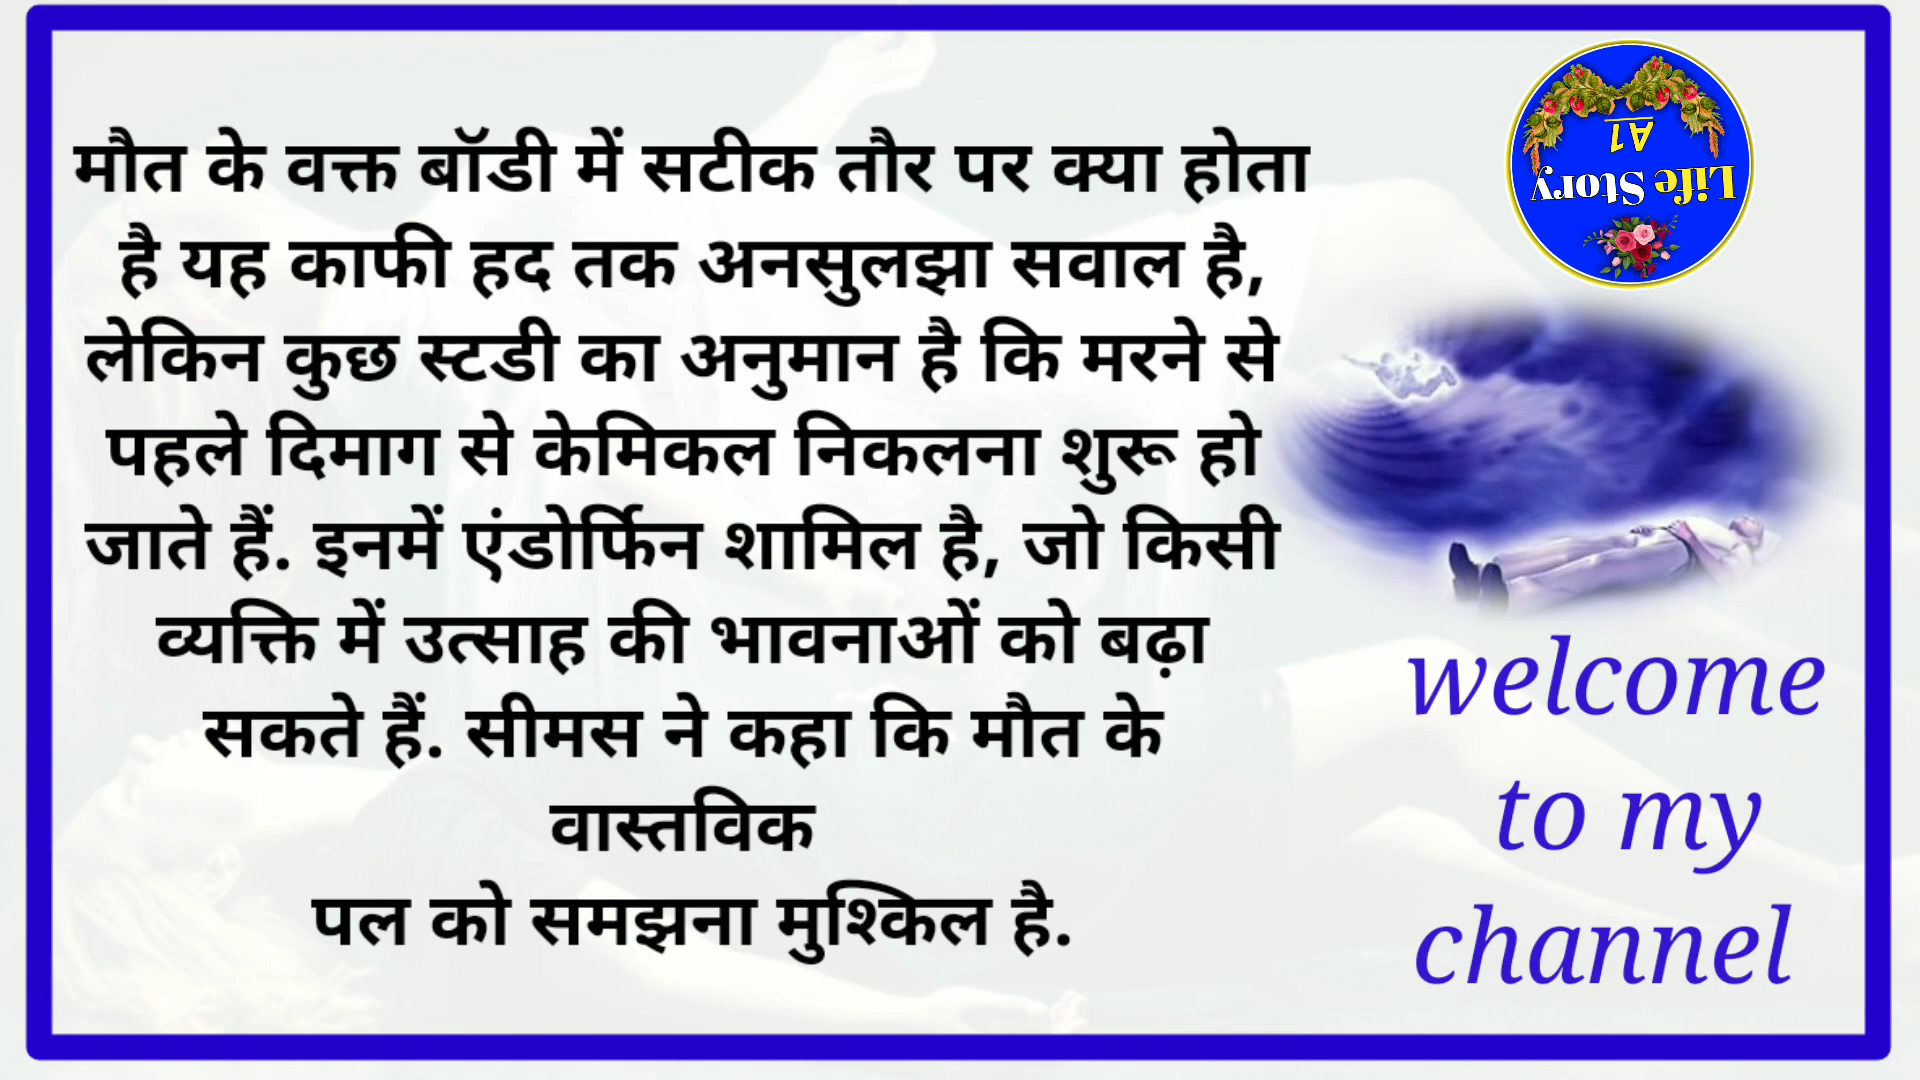 मौत के वक्त बॉडी में सटीक तौर पर क्या होता
है यह काफी हद तक अनसुलझा सवाल है,
लेकिन कुछ स्टडी का अनुमान है कि मरने से
पहले दिमाग से केमिकल निकलना शुरू हो
जाते हैं. इनमें एंडोर्फिन शामिल है, जो किसी
व्यक्ति में उत्साह की भावनाओं को बढ़ा
सकते हैं. सीमस ने कहा कि मौत के
वास्तविक
पल को समझना मुश्किल है.
Life Story
A1
welcome
to my
channel